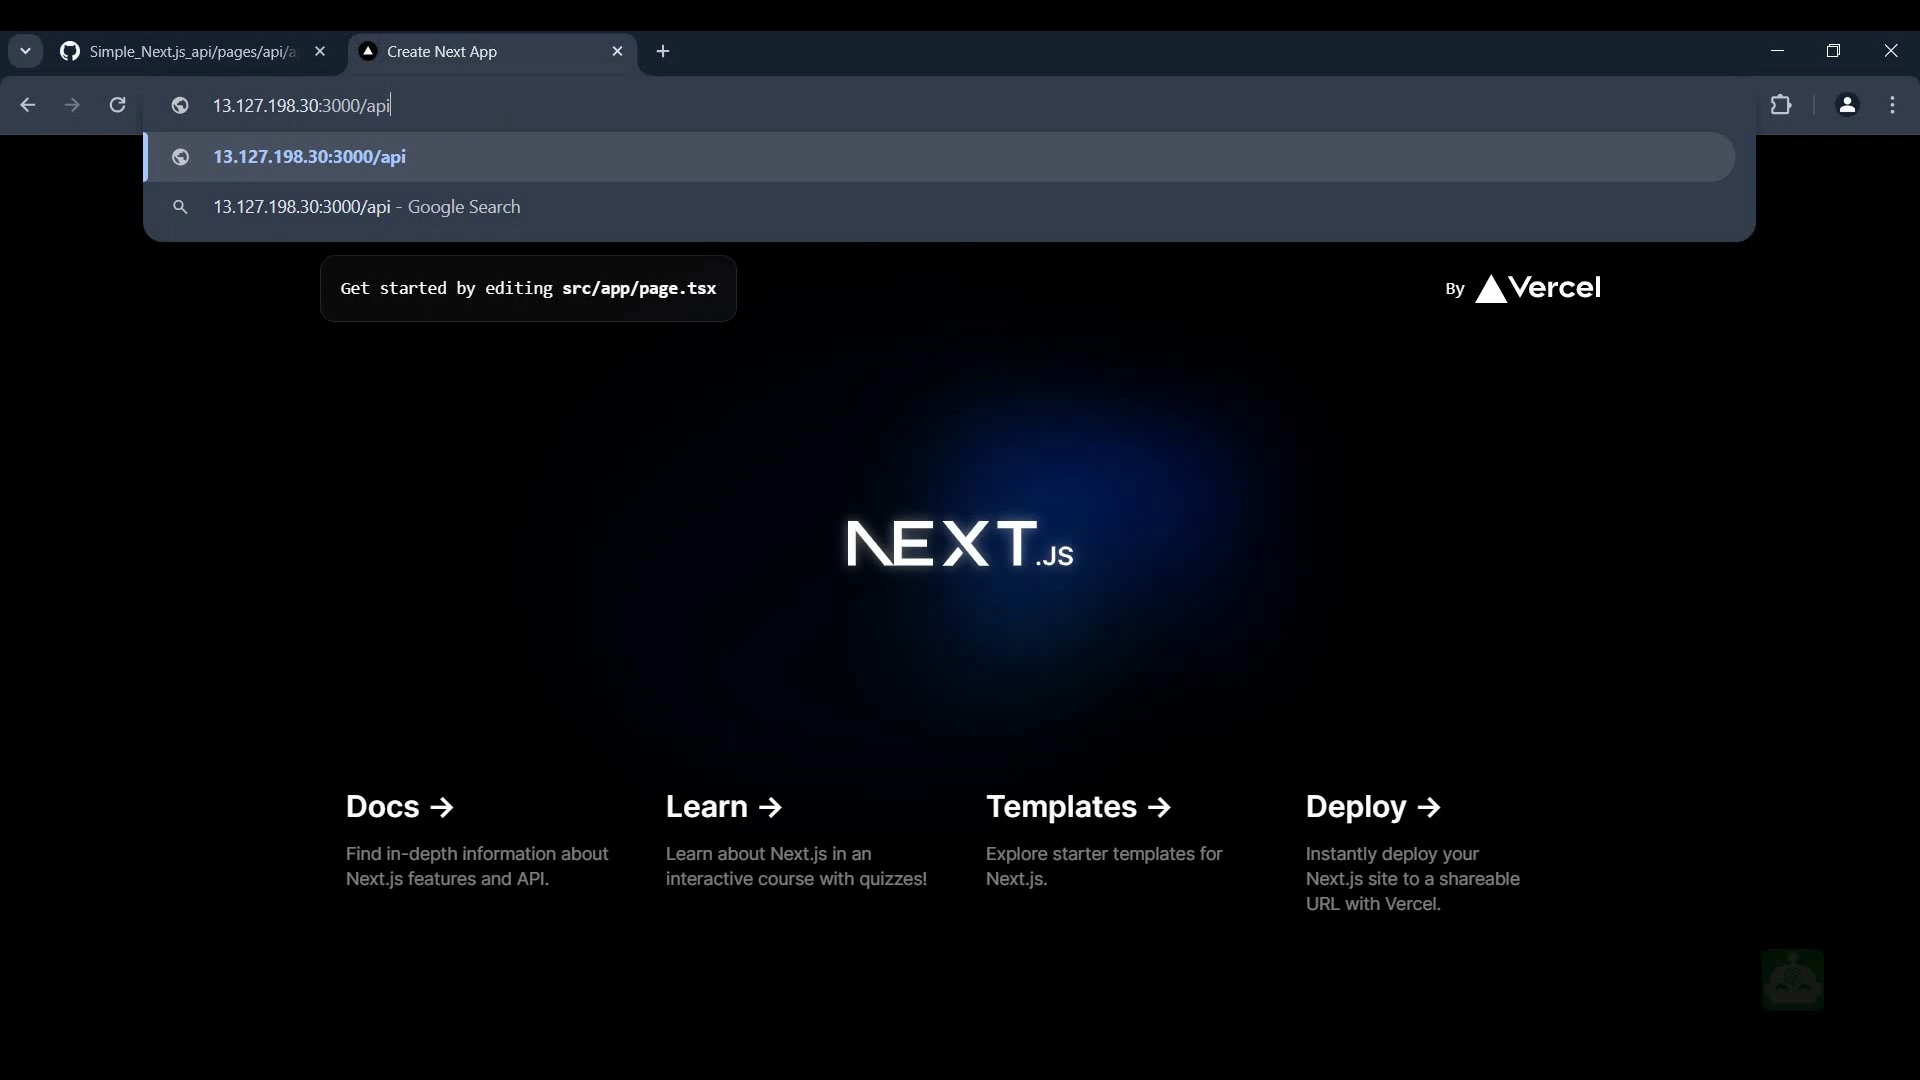 Simple_Next.js_api/pages/api/a
Create Next App
13.127.198.30:3000/api
13.127.198.30:3000/api
13.127.198.30:3000/api - Google Search
Get started by editing src/app/page.tsx
By Vercel
NEXT.JS
Docs ->
Find in-depth information about
Next.js features and API.
Learn ->
Learn about Next.js in an
interactive course with quizzes!
Templates ->
Explore starter templates for
Next.js.
Deploy ->
Instantly deploy your
Next.js site to a shareable
URL with Vercel.